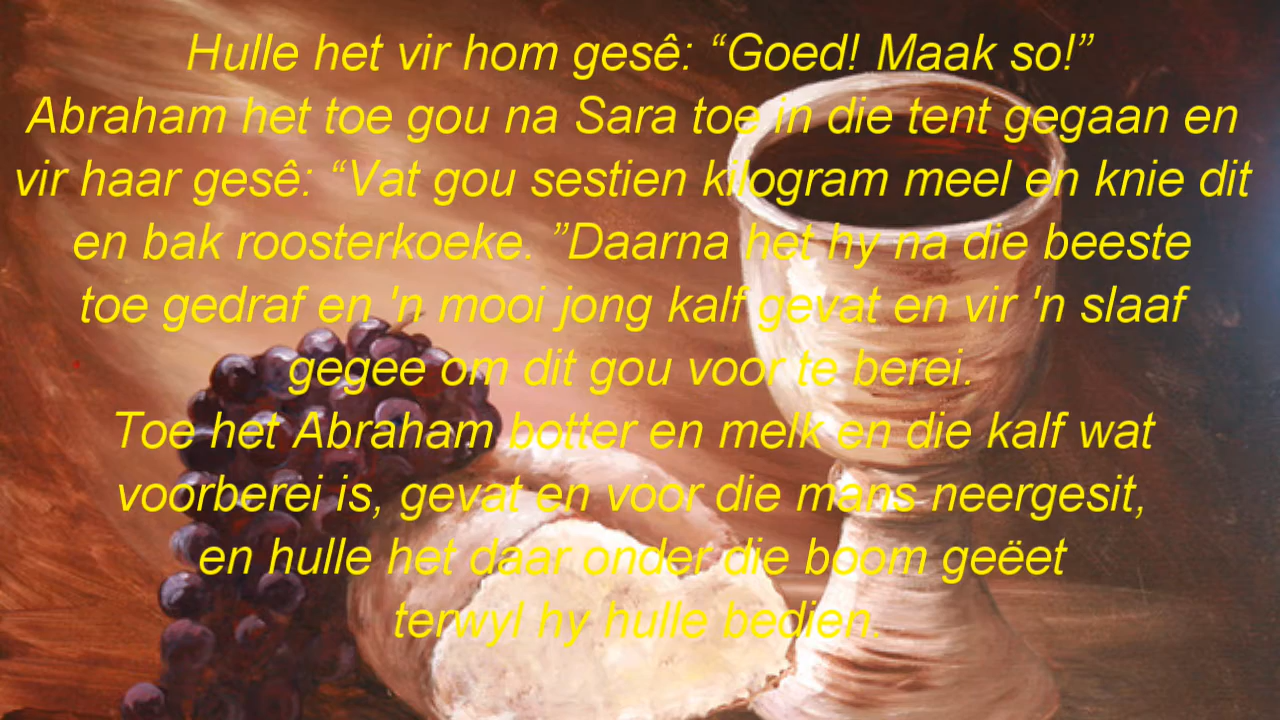 Hulle het vir hom gesê: “Goed! Maak so!”
Abraham het toe gou na Sara toe in die tent gegaan en
vir haar gesê: “Vat gou sestien kilogram meel en knie dit
en bak roosterkoeke. ”Daarna het hy na die beeste
toe gedraf en 'n mooi jong kalf gevat en vir 'n slaaf
gegee om dit gou voor te berei.
Toe het Abraham botter en melk en die kalf wat
voorberei is, gevat en voor die mans neergesit,
en hulle het daar onder die boom geëet
terwyl hy hulle bedien.